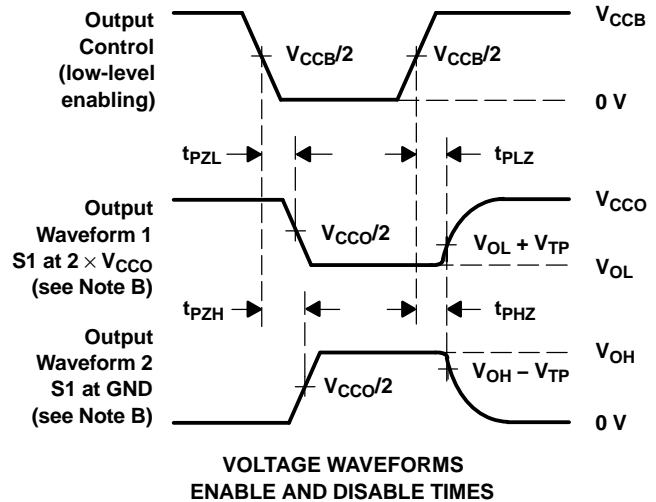 Output
Control
(low-level
enabling)
VCCB/2
VCCB/2
VCCB
0 V
tPZL
tPLZ
Output
Waveform 1
S1 at 2 × VCCO
(see Note B)
VCCO/2
VCCO
VOL + VTP
VOL
tPZH
tPHZ
Output
Waveform 2
S1 at GND
(see Note B)
VCCO/2
VOH
VOH − VTP
0 V
VOLTAGE WAVEFORMS
ENABLE AND DISABLE TIMES